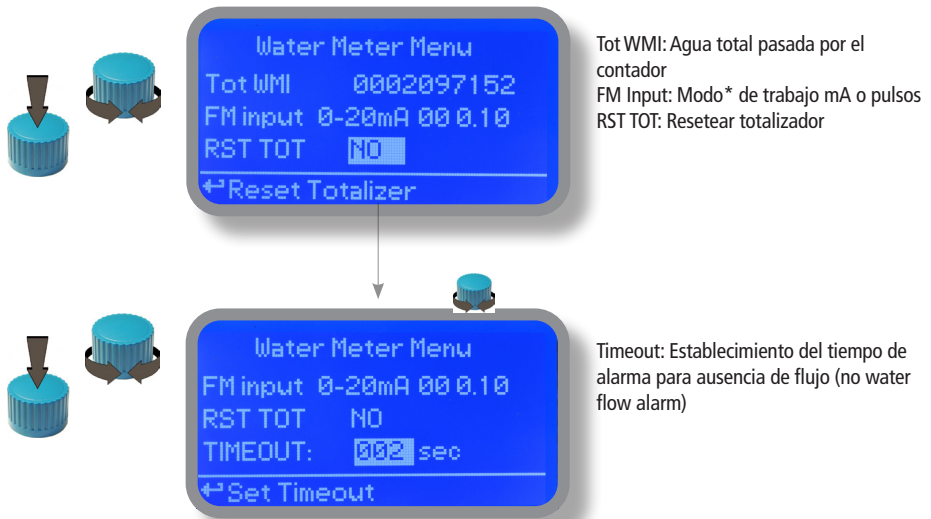 Water Meter Menu
Tot WMI 0002097152
FM input 0-20mA 00 0.10
RST TOT NO
↵Reset Totalizer
Tot WMI: Agua total pasada por el
contador
FM Input: Modo* de trabajo mA o pulsos
RST TOT: Resetear totalizador
Water Meter Menu
FM input 0-20mA 00 0.10
RST TOT NO
TIMEOUT: 002 sec
↵Set Timeout
Timeout: Establecimiento del tiempo de
alarma para ausencia de flujo (no water
flow alarm)